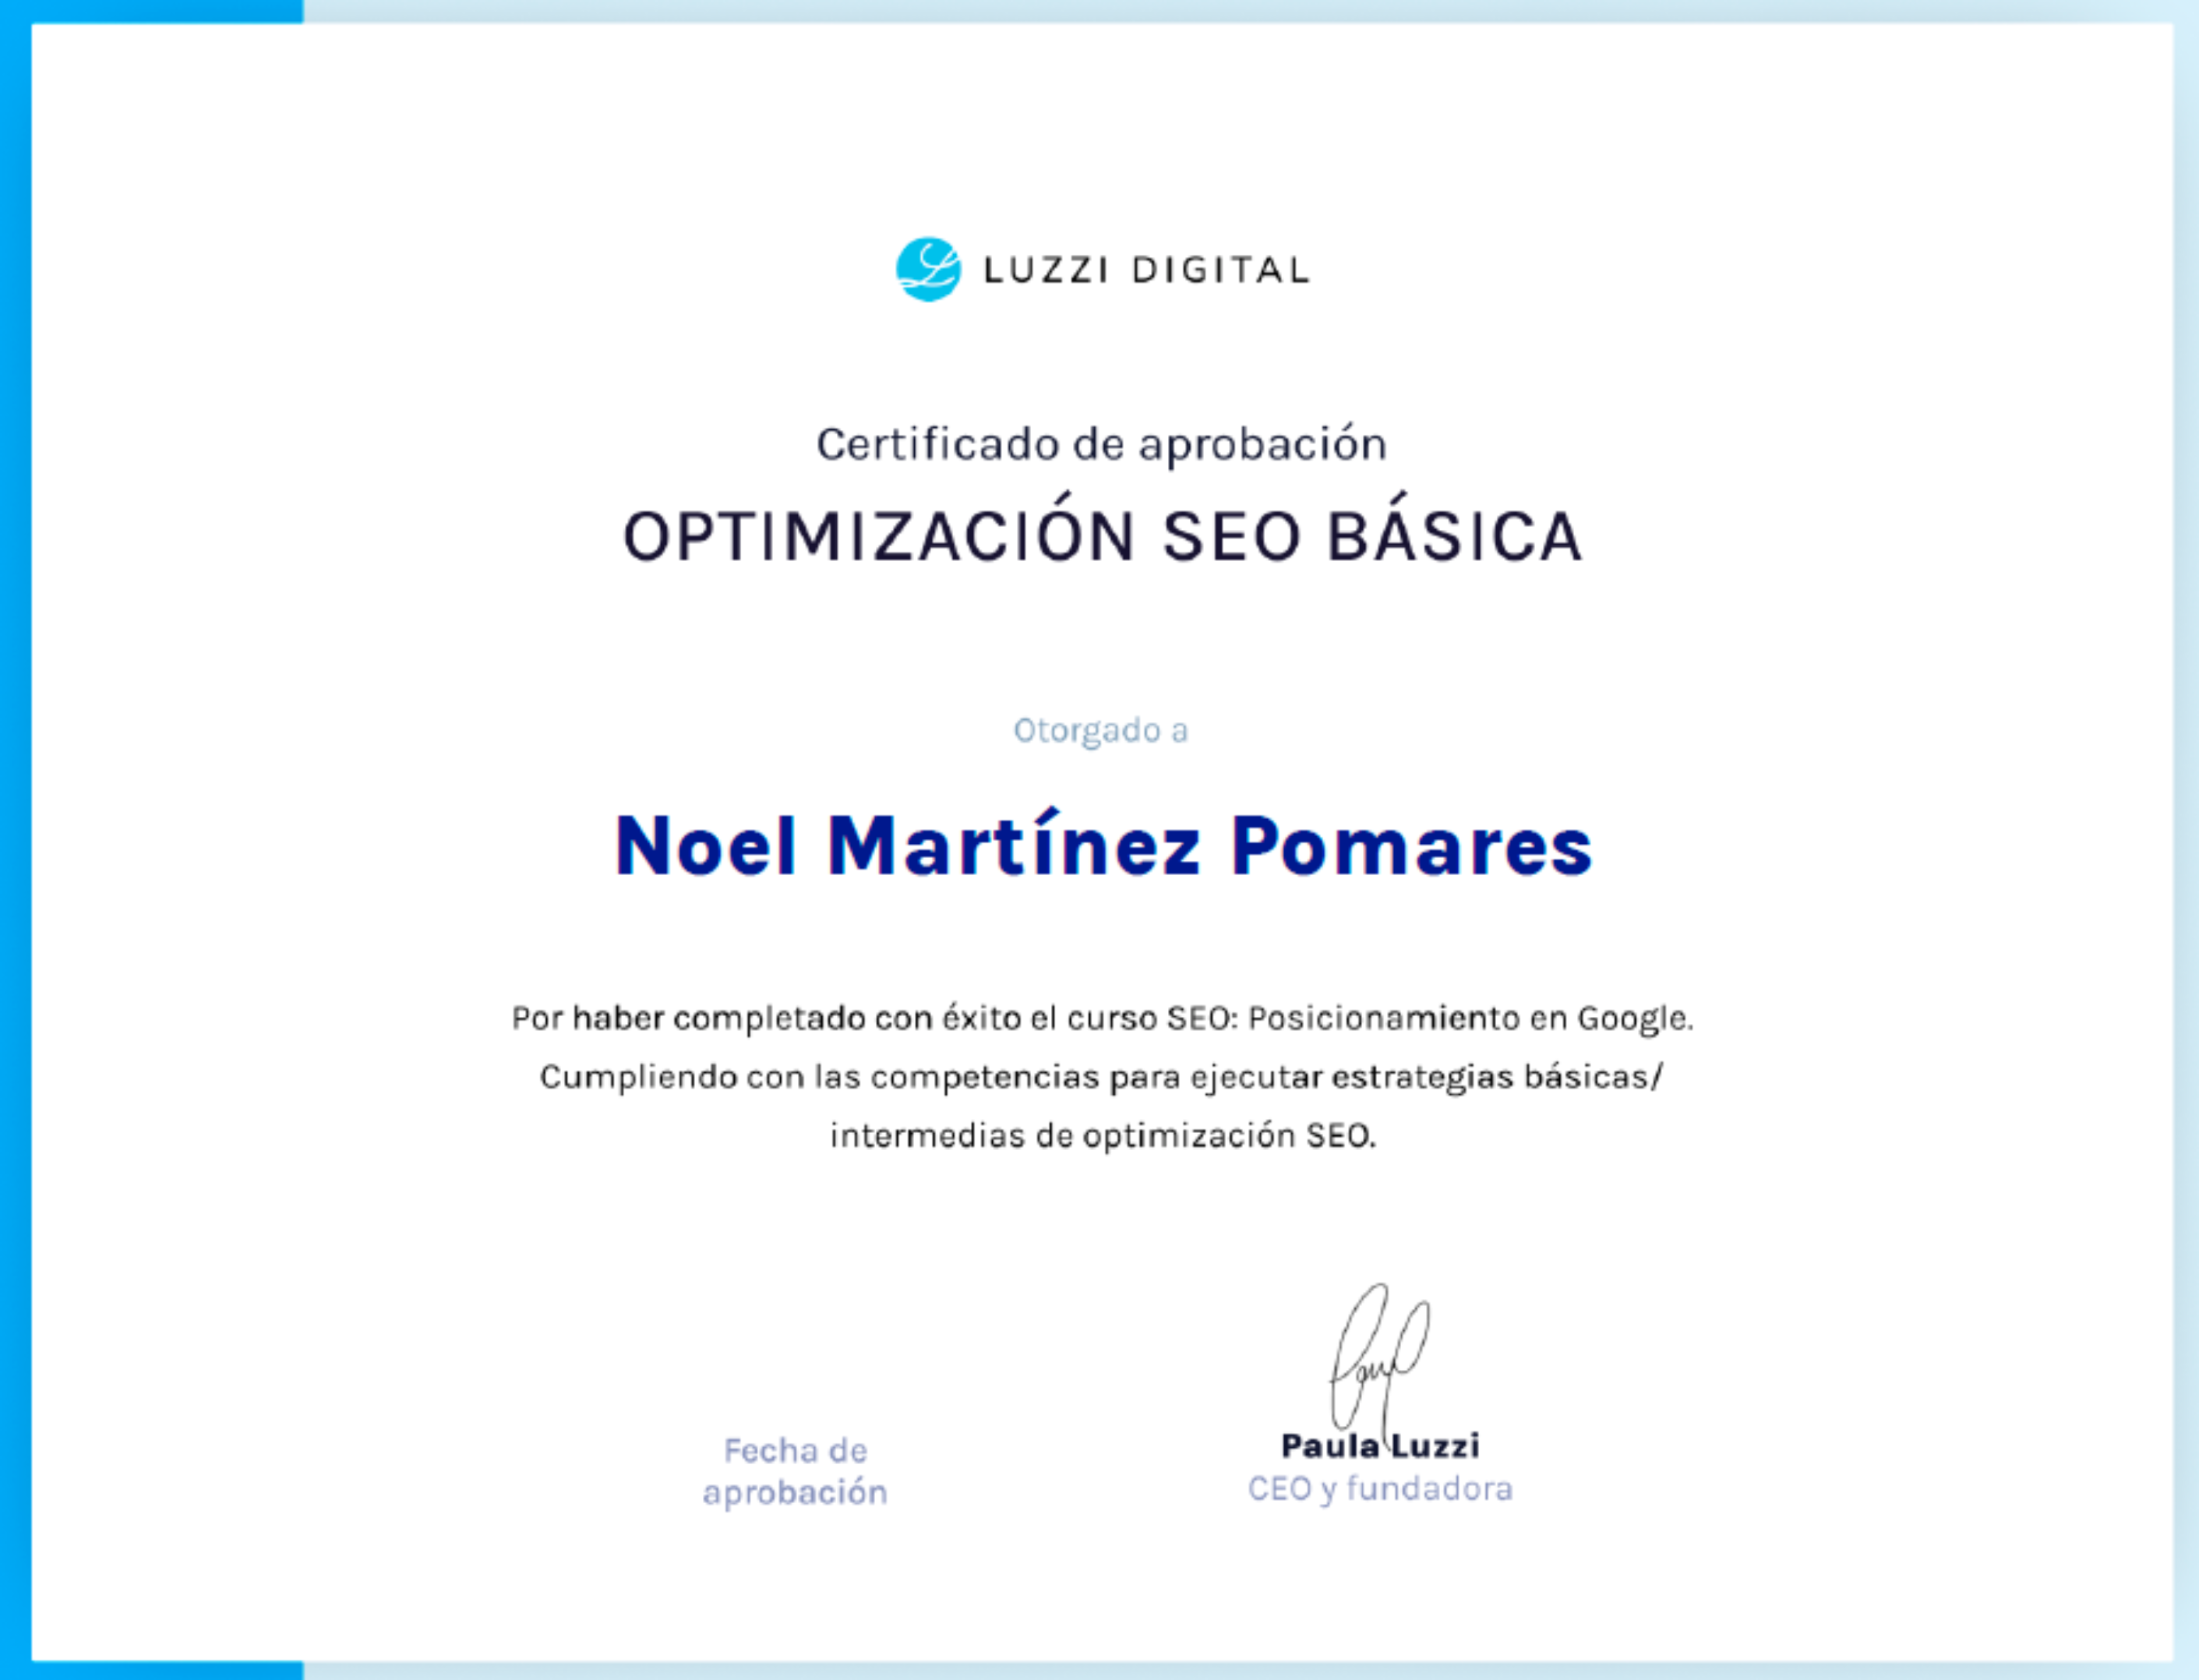 LUZZI DIGITAL
Certificado de aprobación
OPTIMIZACIÓN SEO BÁSICA
Otorgado a
Noel Martínez Pomares
Por haber completado con éxito el curso SEO: Posicionamiento en Google.
Cumpliendo con las competencias para ejecutar estrategias básicas/
intermedias de optimización SEO.
Fecha de
aprobación
Paula Luzzi
CEO y fundadora